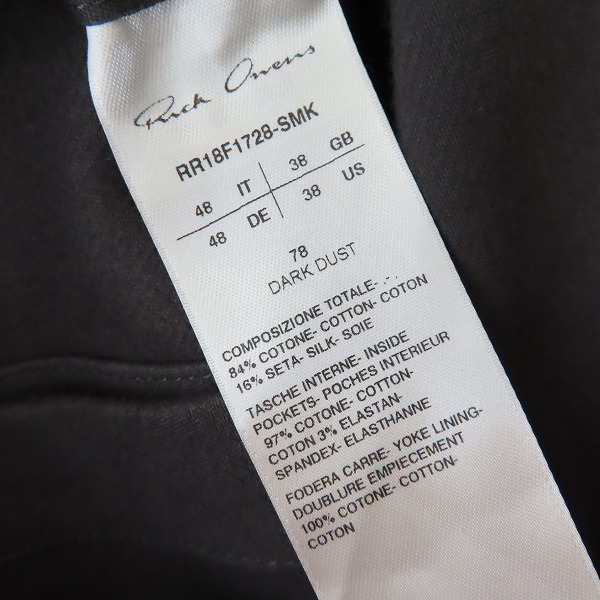 Rick Owens
RR18F1728-SMK
48 IT 38 GB
48 DE 38 US
78
DARK DUST
COMPOSIZIONE TOTALE- .-.
84% COTONE- COTTON- COTON
16% SETA- SILK- SOIE
TASCHE INTERNE- INSIDE
POCKETS- POCHES INTERIEUR
97% COTONE- COTTON-
COTON 3% ELASTAN-
SPANDEX- ELASTHANNE
FODERA CARRE- YOKE LINING-
DOUBLURE EMPIECEMENT
100% COTONE- COTTON-
COTON